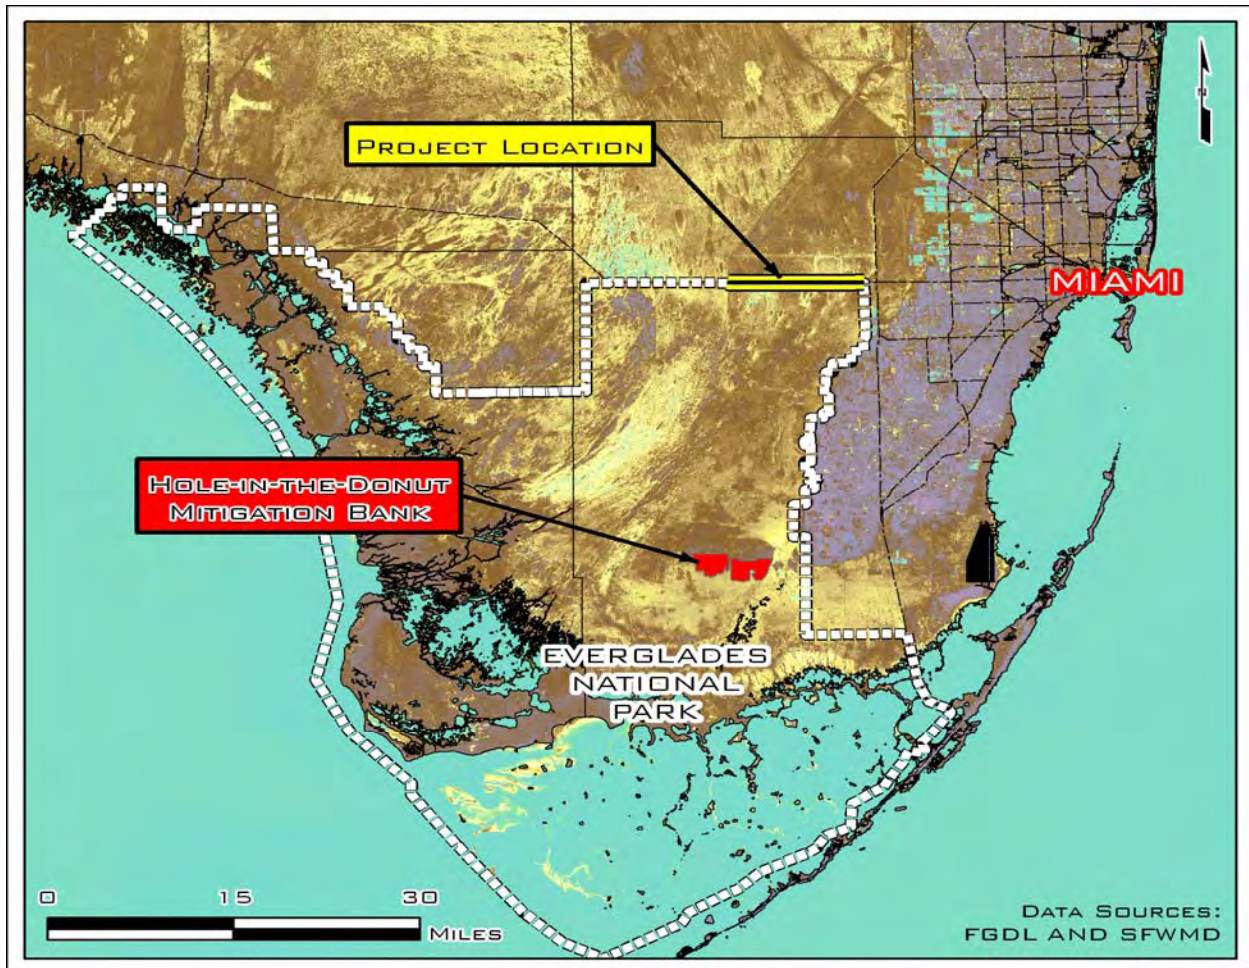 N
PROJECT LOCATION
MIAMI
HOLE-IN-THE-DONUT
MITIGATION BANK
EVERGLADES
NATIONAL
PARK
0 15 30
MILES
DATA SOURCES:
FGDL AND SFWMD